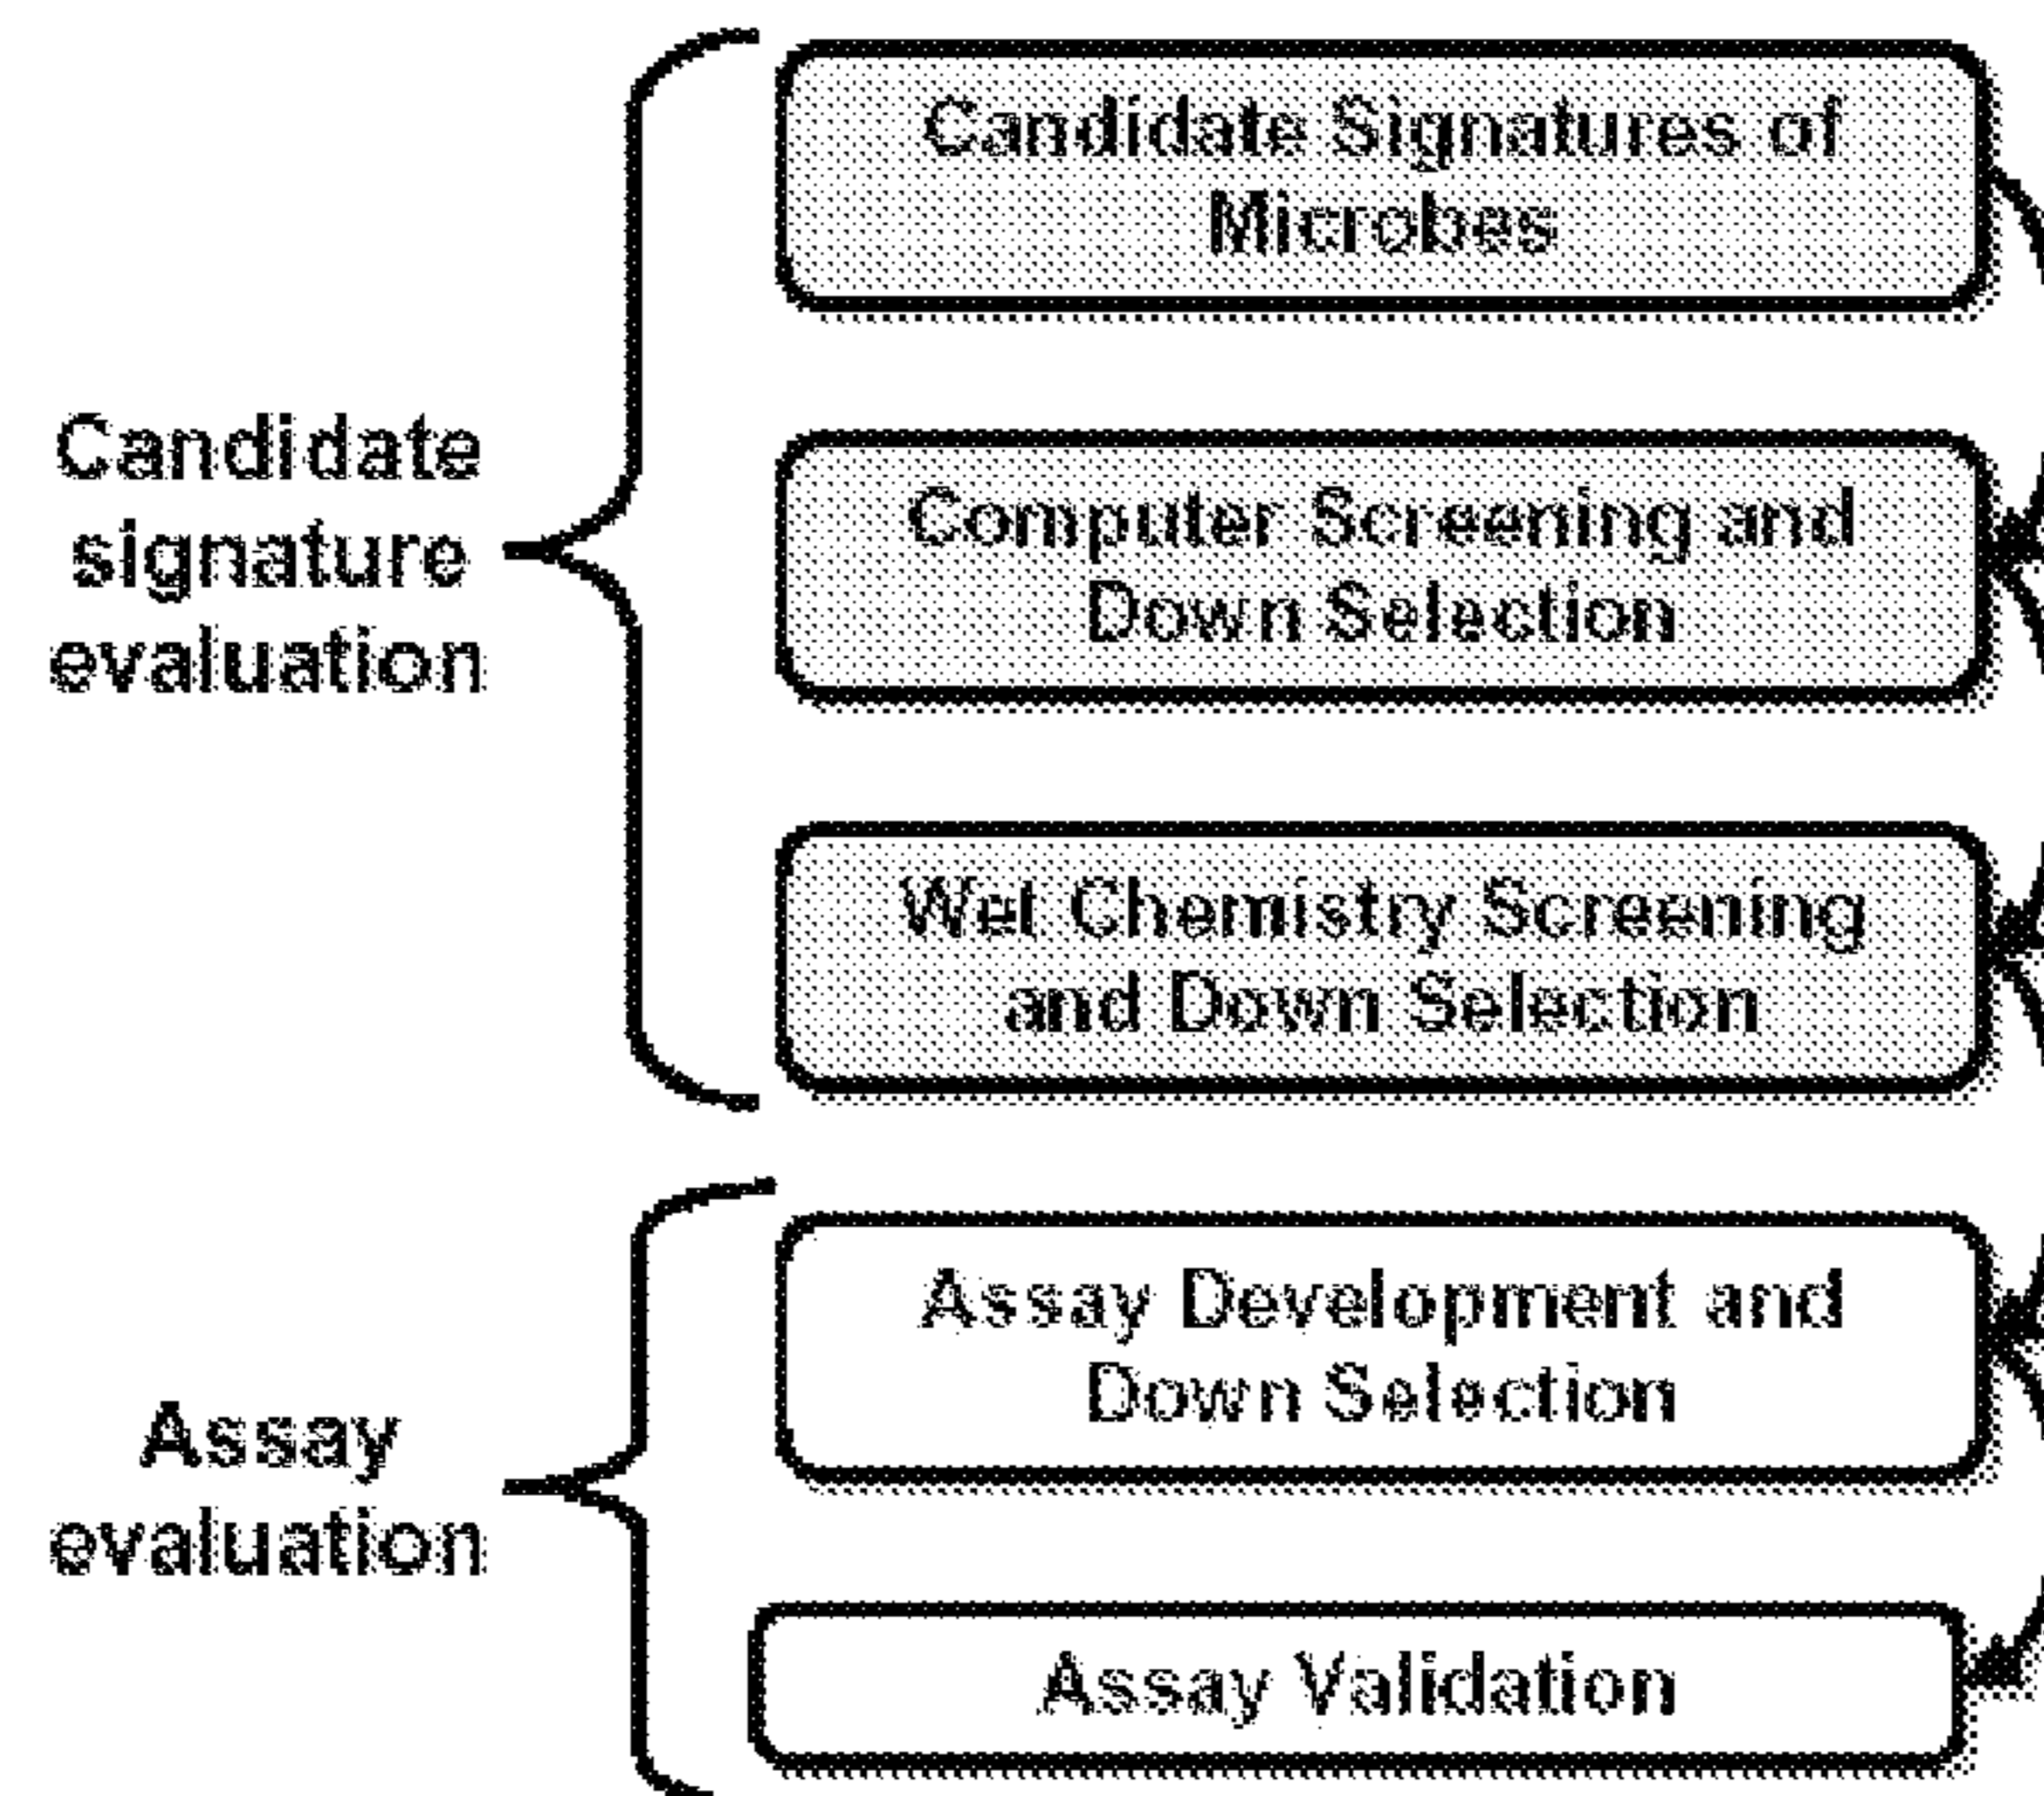 Candidate Signatures of
Microbes
Candidate
signature
evaluation
Computer Screening and
Down Selection
Wet Chemistry Screening
and Down Selection
Assay Development and
Down Selection
Assay
evaluation
Assay Validation